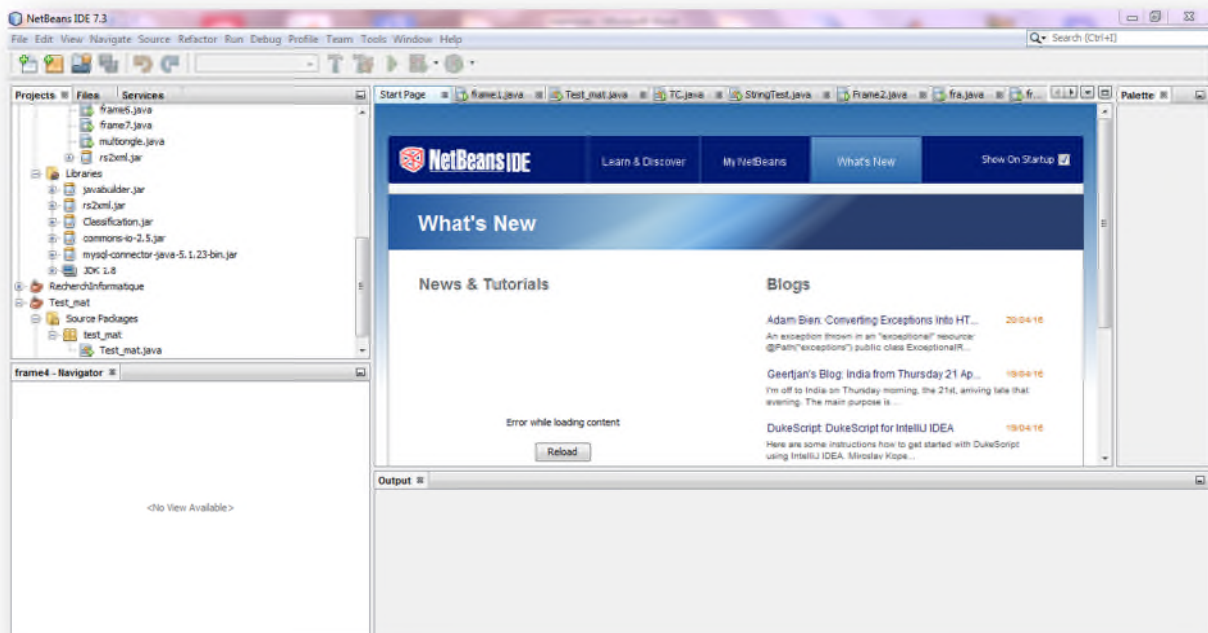 NetBeans IDE 7.3
File Edit View Navigate Source Refactor Run Debug Profile Team Tools Window Help
Search (Ctrl+I)
Projects Files Services
frame6.java
frame7.java
multiongle.java
rs2xml.jar
Libraries
javabuilder.jar
rs2xml.jar
Classification.jar
commons-io-2.5.jar
mysql-connector-java-5.1.23-bin.jar
JDK 1.8
RecherchInformatique
Test_mat
Source Packages
test_mat
Test_mat.java
frame4 - Navigator
<No View Available>
Start Page frame1.java Test_mat.java TC.java StringTest.java Frame2.java fra.java fr...
NetBeans IDE
Learn & Discover My NetBeans What's New Show On Startup
What's New
News & Tutorials
Error while loading content
Reload
Blogs
Adam Bien: Converting Exceptions Into HT... 20/04/16
An exception thrown in an "exceptional" resource:
@Path("exceptions") public class ExceptionalR...
Geertjan's Blog: India from Thursday 21 Ap... 19/04/16
I'm off to India on Thursday morning, the 21st, arriving late that
evening. The main purpose is ...
DukeScript: DukeScript for IntelliJ IDEA 19/04/16
Here are some instructions how to get started with DukeScript
using IntelliJ IDEA. Miroslav Kope...
Palette
Output